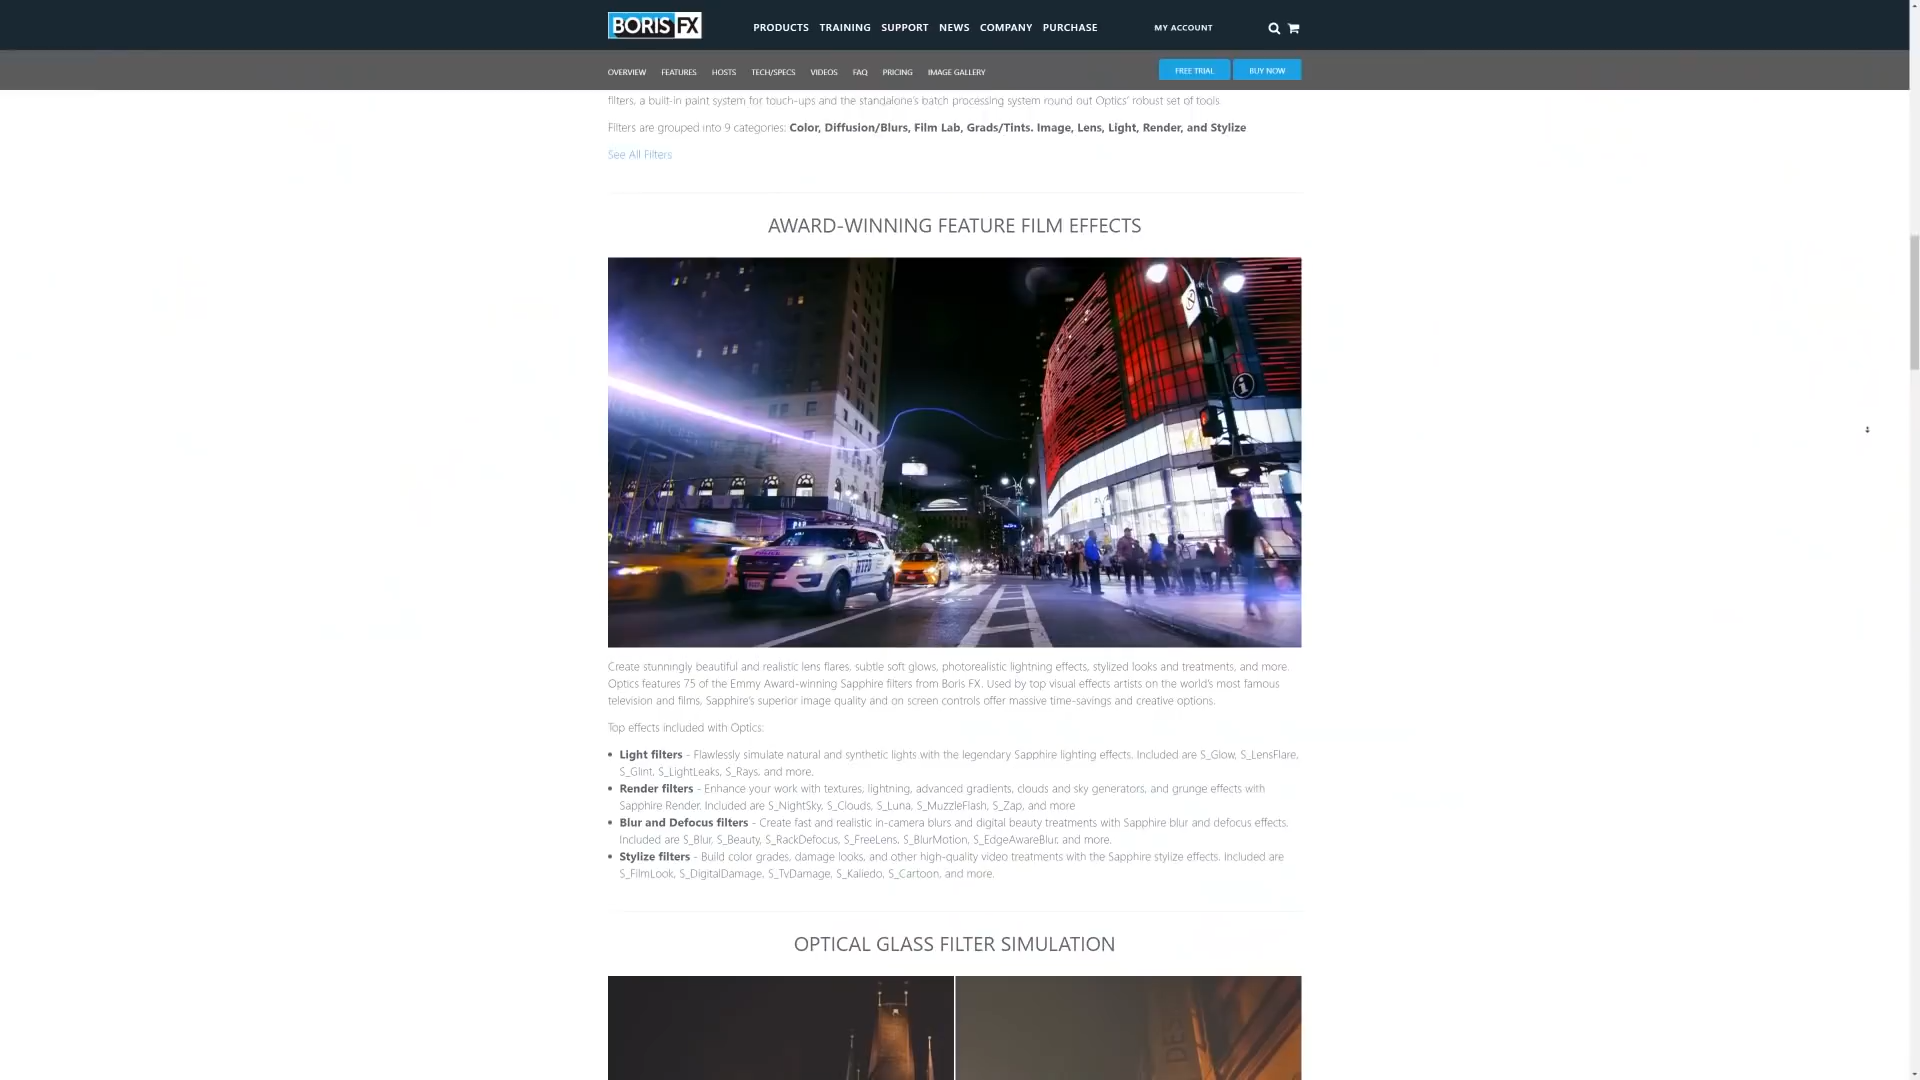 BORIS FX
PRODUCTS TRAINING SUPPORT NEWS COMPANY PURCHASE MY ACCOUNT
OVERVIEW FEATURES HOSTS TECH/SPECS VIDEOS FAQ PRICING IMAGE GALLERY FREE TRIAL BUY NOW
filters, a built-in paint system for touch-ups and the standalone's batch processing system round out Optics' robust set of tools.
Filters are grouped into 9 categories: Color, Diffusion/Blurs, Film Lab, Grads/Tints. Image, Lens, Light, Render, and Stylize
See All Filters
AWARD-WINNING FEATURE FILM EFFECTS
Create stunningly beautiful and realistic lens flares, subtle soft glows, photorealistic lightning effects, stylized looks and treatments, and more.
Optics features 75 of the Emmy Award-winning Sapphire filters from Boris FX. Used by top visual effects artists on the world's most famous
television and films, Sapphire's superior image quality and on screen controls offer massive time-savings and creative options.
Top effects included with Optics:
• Light filters - Flawlessly simulate natural and synthetic lights with the legendary Sapphire lighting effects. Included are S_Glow, S_LensFlare,
S_Glint, S_LightLeaks, S_Rays, and more.
• Render filters - Enhance your work with textures, lightning, advanced gradients, clouds and sky generators, and grunge effects with
Sapphire Render. Included are S_NightSky, S_Clouds, S_Luna, S_MuzzleFlash, S_Zap, and more
• Blur and Defocus filters - Create fast and realistic in-camera blurs and digital beauty treatments with Sapphire blur and defocus effects.
Included are S_Blur, S_Beauty, S_RackDefocus, S_FreeLens, S_BlurMotion, S_EdgeAwareBlur, and more.
• Stylize filters - Build color grades, damage looks, and other high-quality video treatments with the Sapphire stylize effects. Included are
S_FilmLook, S_DigitalDamage, S_TvDamage, S_Kaliedo, S_Cartoon, and more.
OPTICAL GLASS FILTER SIMULATION